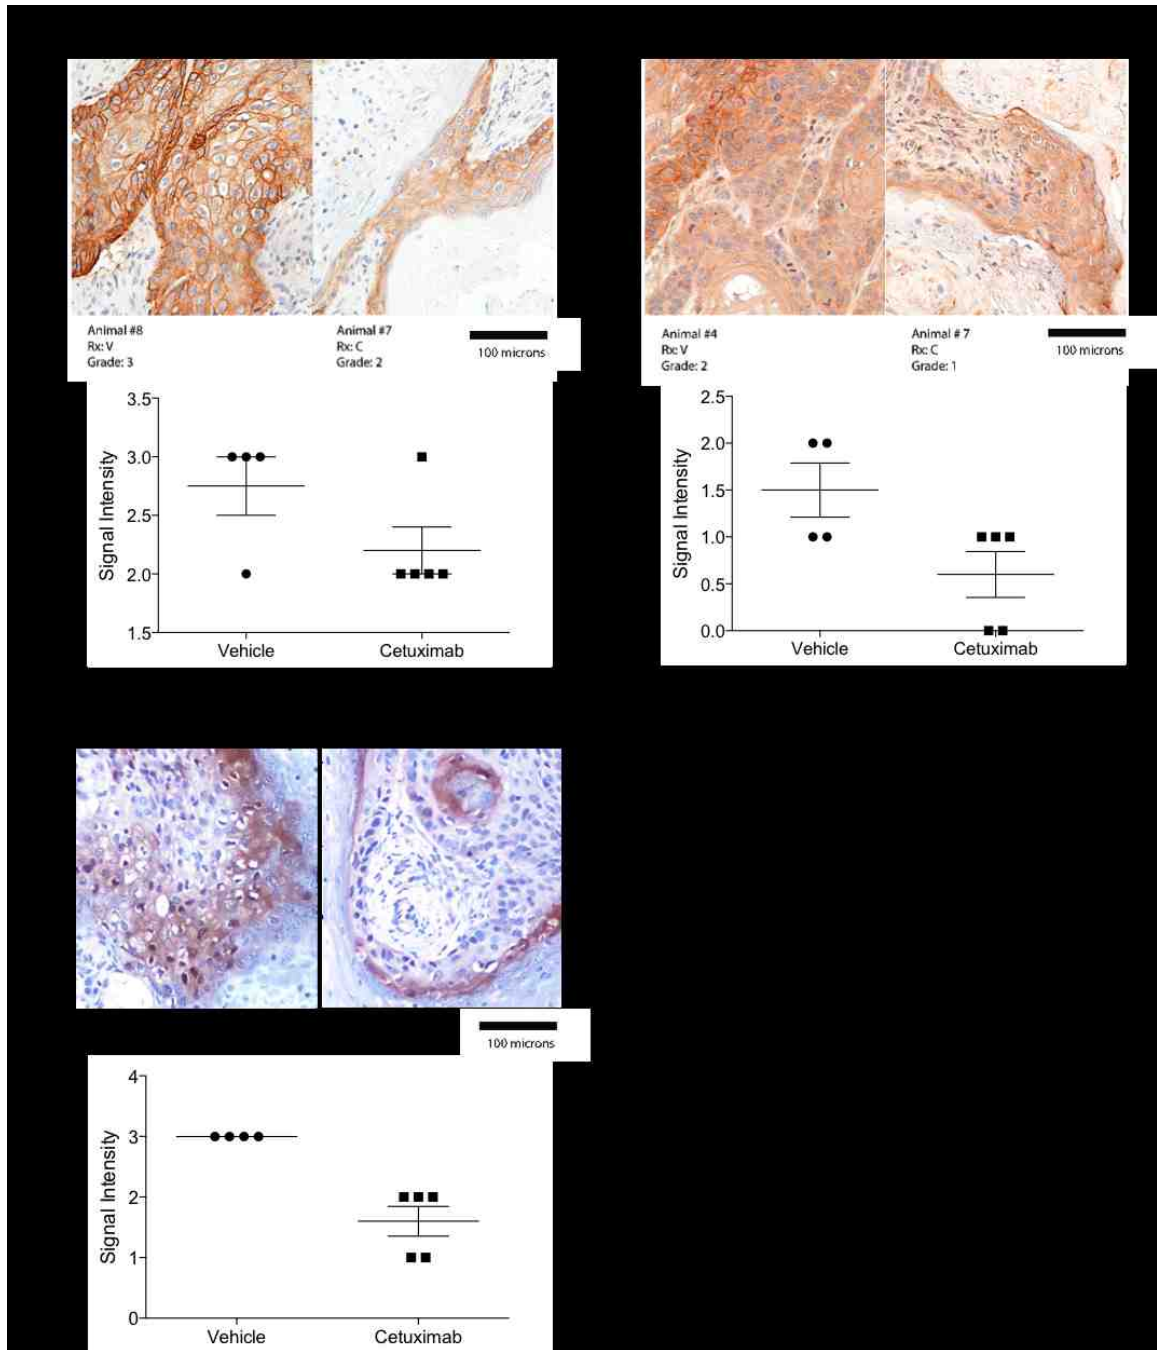 Animal #8
Rx: V
Grade: 3
Animal #7
Rx: C
Grade: 2
100 microns
Animal #4
Rx: V
Grade: 2
Animal # 7
Rx: C
Grade: 1
100 microns
3.5
3.0
2.5
2.0
1.5
Signal Intensity
Vehicle
Cetuximab
2.5
2.0
1.5
1.0
0.5
0.0
Signal Intensity
Vehicle
Cetuximab
100 microns
4
3
2
1
0
Signal Intensity
Vehicle
Cetuximab